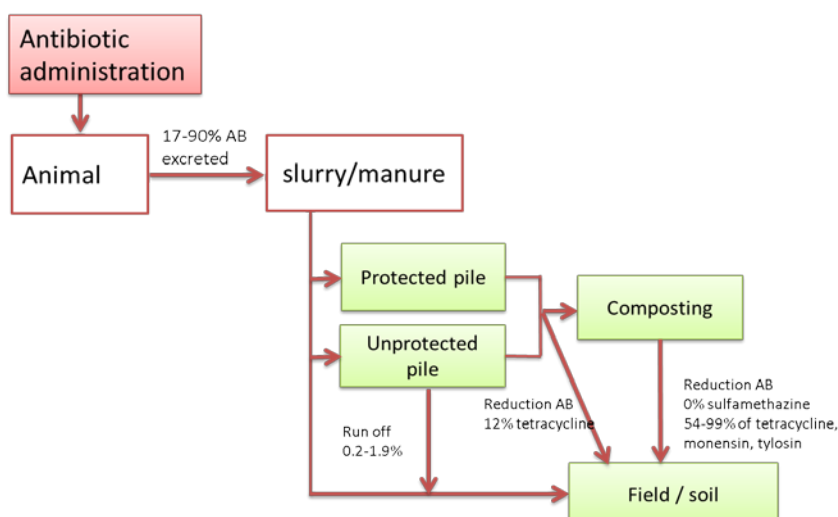 Antibiotic
administration
17-90% AB
excreted
Animal
slurry/manure
Protected pile
Composting
Unprotected
pile
Reduction AB
0% sulfamethazine
54-99% of tetracycline,
monensin, tylosin
Reduction AB
12% tetracycline
Run off
0.2-1.9%
Field / soil